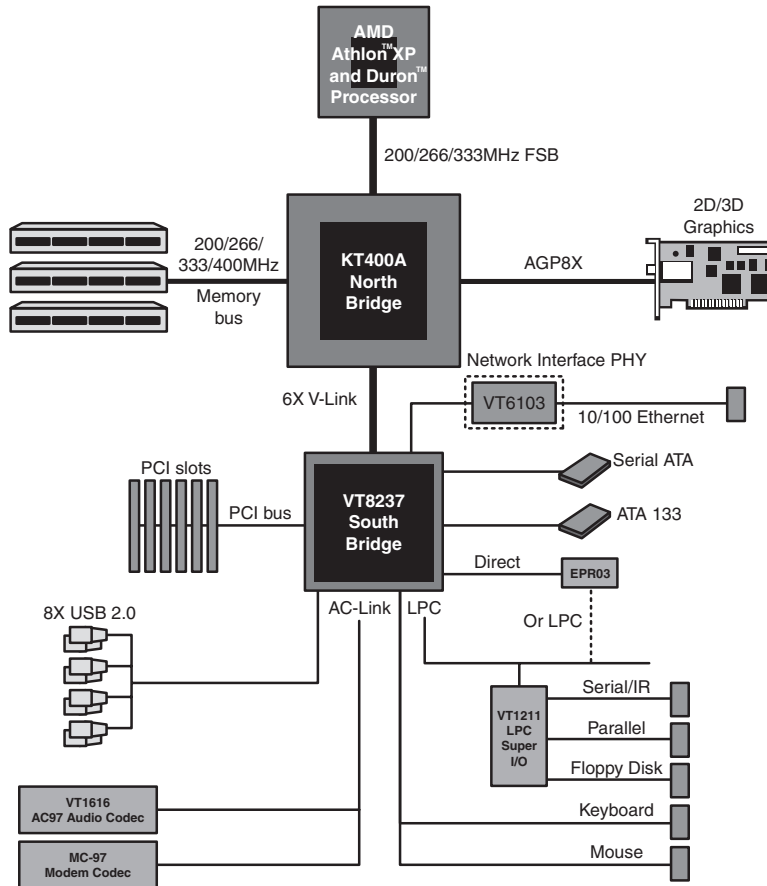 AMD
Athlon™ XP
and Duron™
Processor
200/266/333MHz FSB
200/266/
333/400MHz
Memory
bus
KT400A
North
Bridge
AGP8X
2D/3D
Graphics
6X V-Link
Network Interface PHY
VT6103
10/100 Ethernet
PCI slots
PCI bus
VT8237
South
Bridge
Serial ATA
ATA 133
Direct
EPR03
Or LPC
8X USB 2.0
AC-Link
LPC
VT1211
LPC
Super
I/O
Serial/IR
Parallel
Floppy Disk
Keyboard
Mouse
VT1616
AC97 Audio Codec
MC-97
Modem Codec